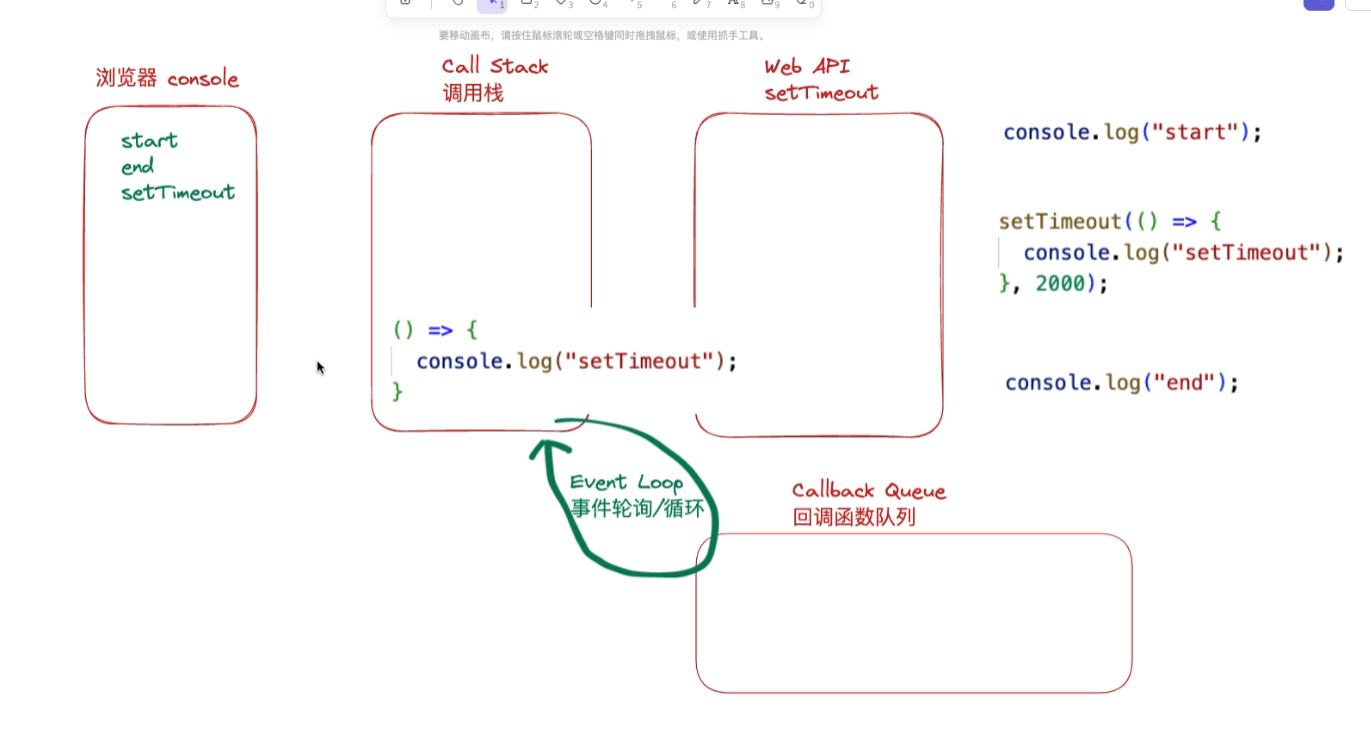 1 2 3 4 5 6 7 8 9 0
要移动画布，请按住鼠标滚轮或空格键同时拖拽鼠标，或使用抓手工具。
浏览器 console
start
end
setTimeout
Call Stack
调用栈
() => {
console.log("setTimeout");
}
Web API
setTimeout
console.log("start");
setTimeout(() => {
console.log("setTimeout");
}, 2000);
console.log("end");
Event Loop
事件轮询/循环
Callback Queue
回调函数队列